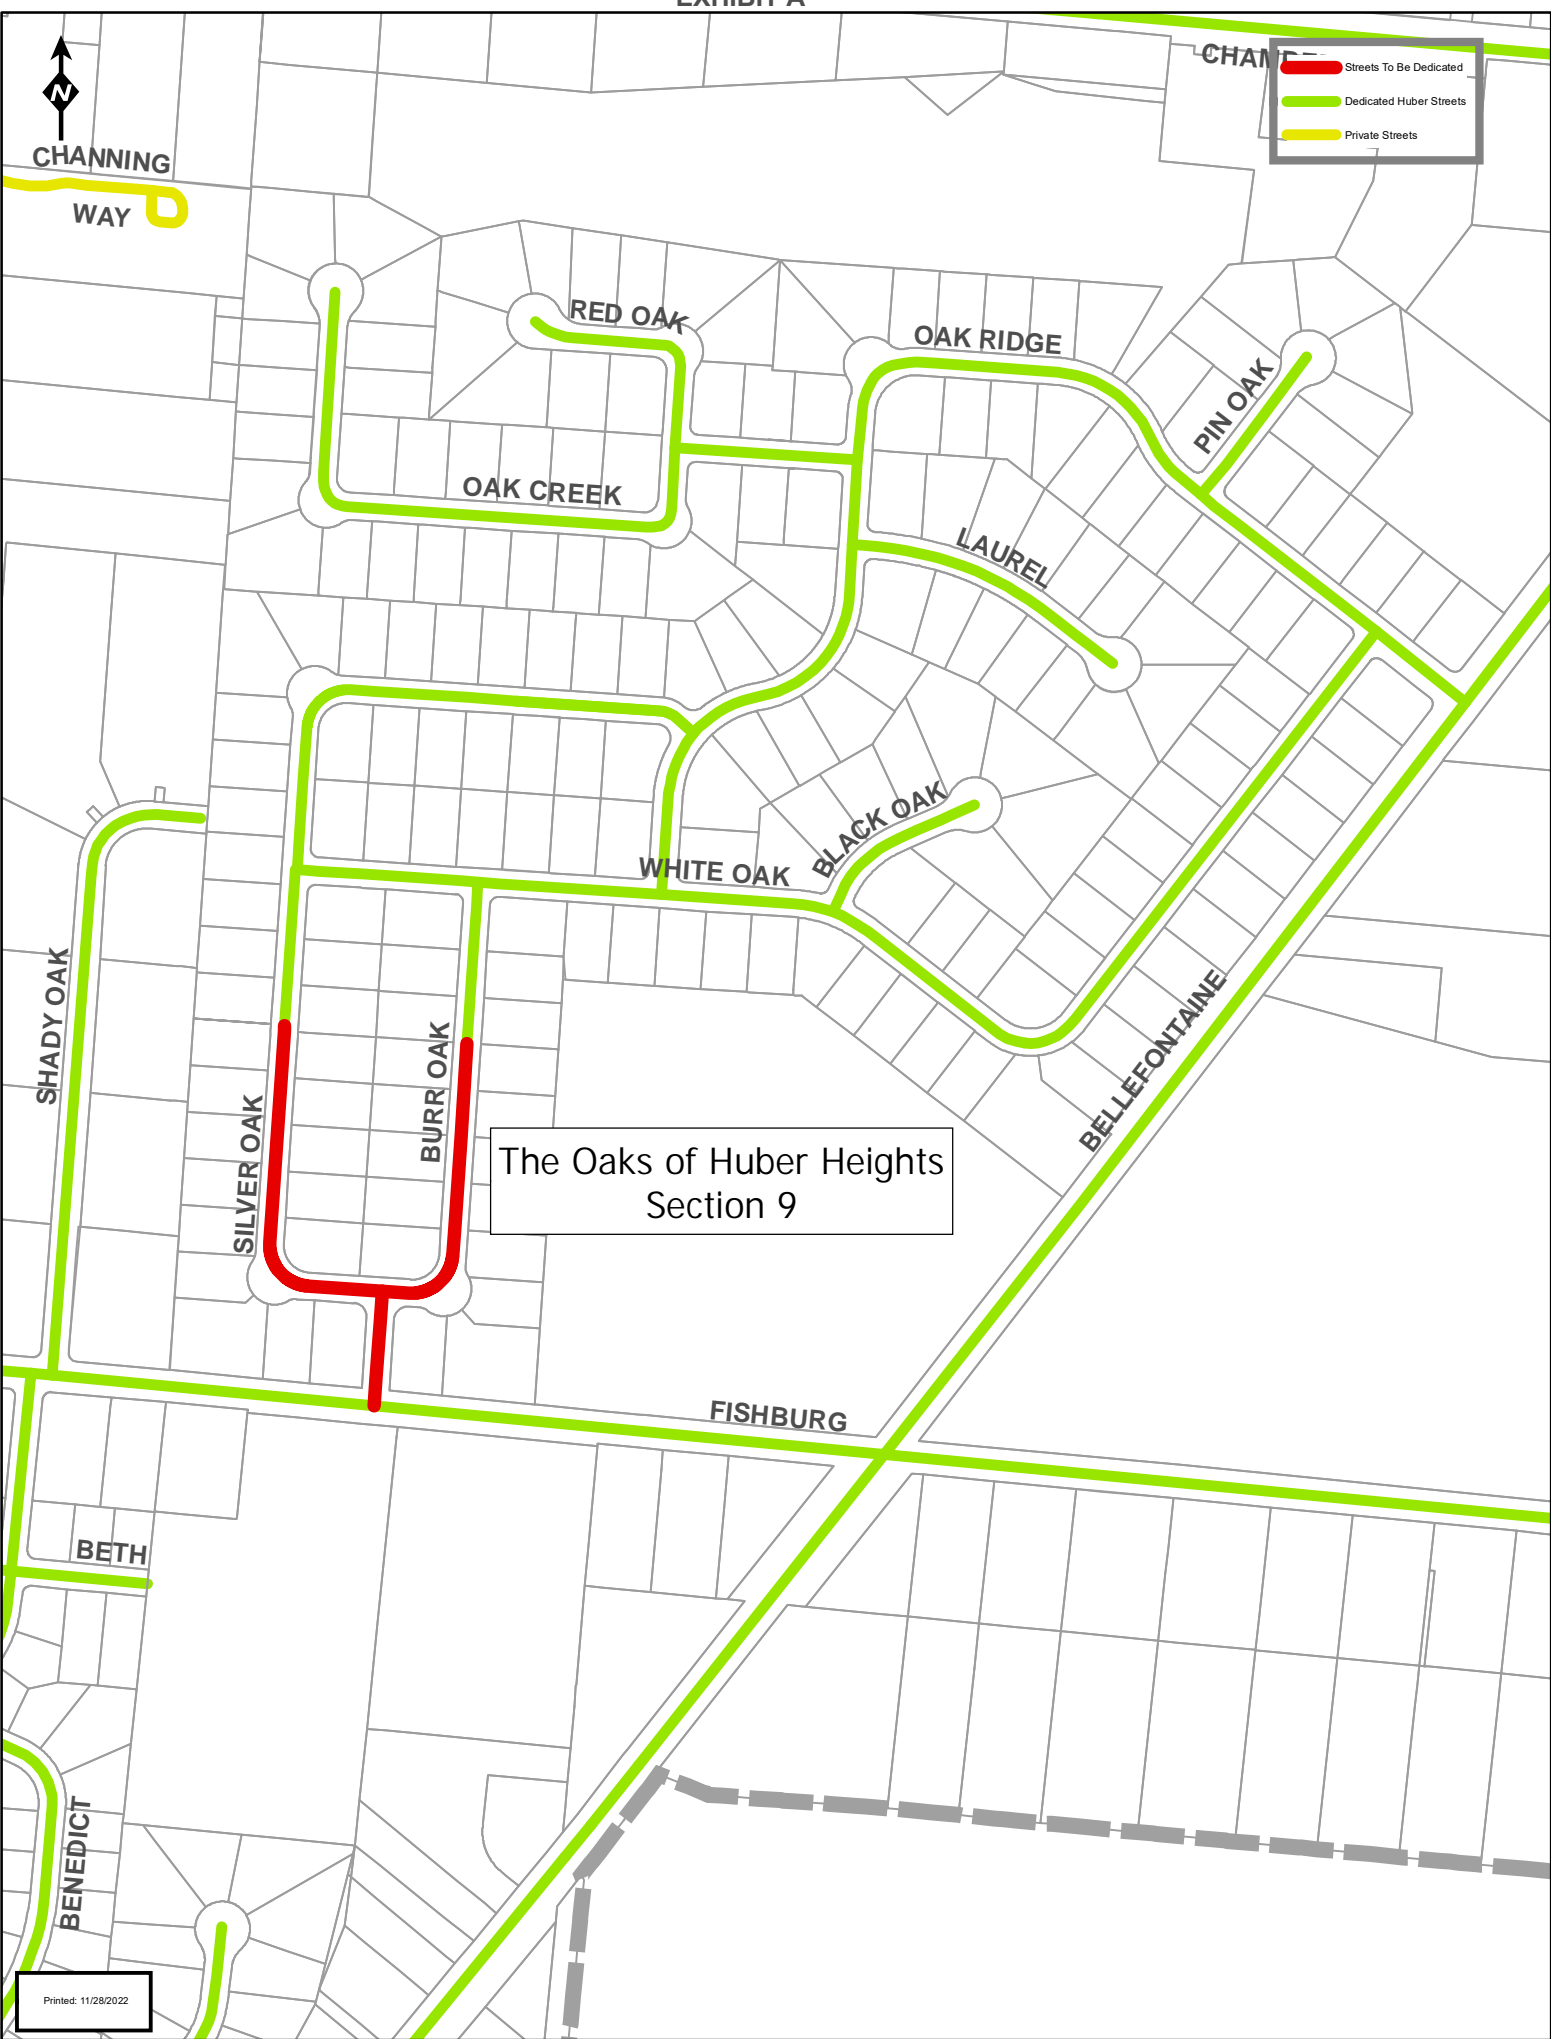 EXHIBIT A
Streets To Be Dedicated
Dedicated Huber Streets
Private Streets
CHANNING
WAY
RED OAK
OAK RIDGE
PIN OAK
OAK CREEK
LAUREL
BLACK OAK
WHITE OAK
SHADY OAK
BURR OAK
SILVER OAK
BELLEFONTAINE
The Oaks of Huber Heights
Section 9
FISHBURG
BETH
BENEDICT
Printed: 11/28/2022
N